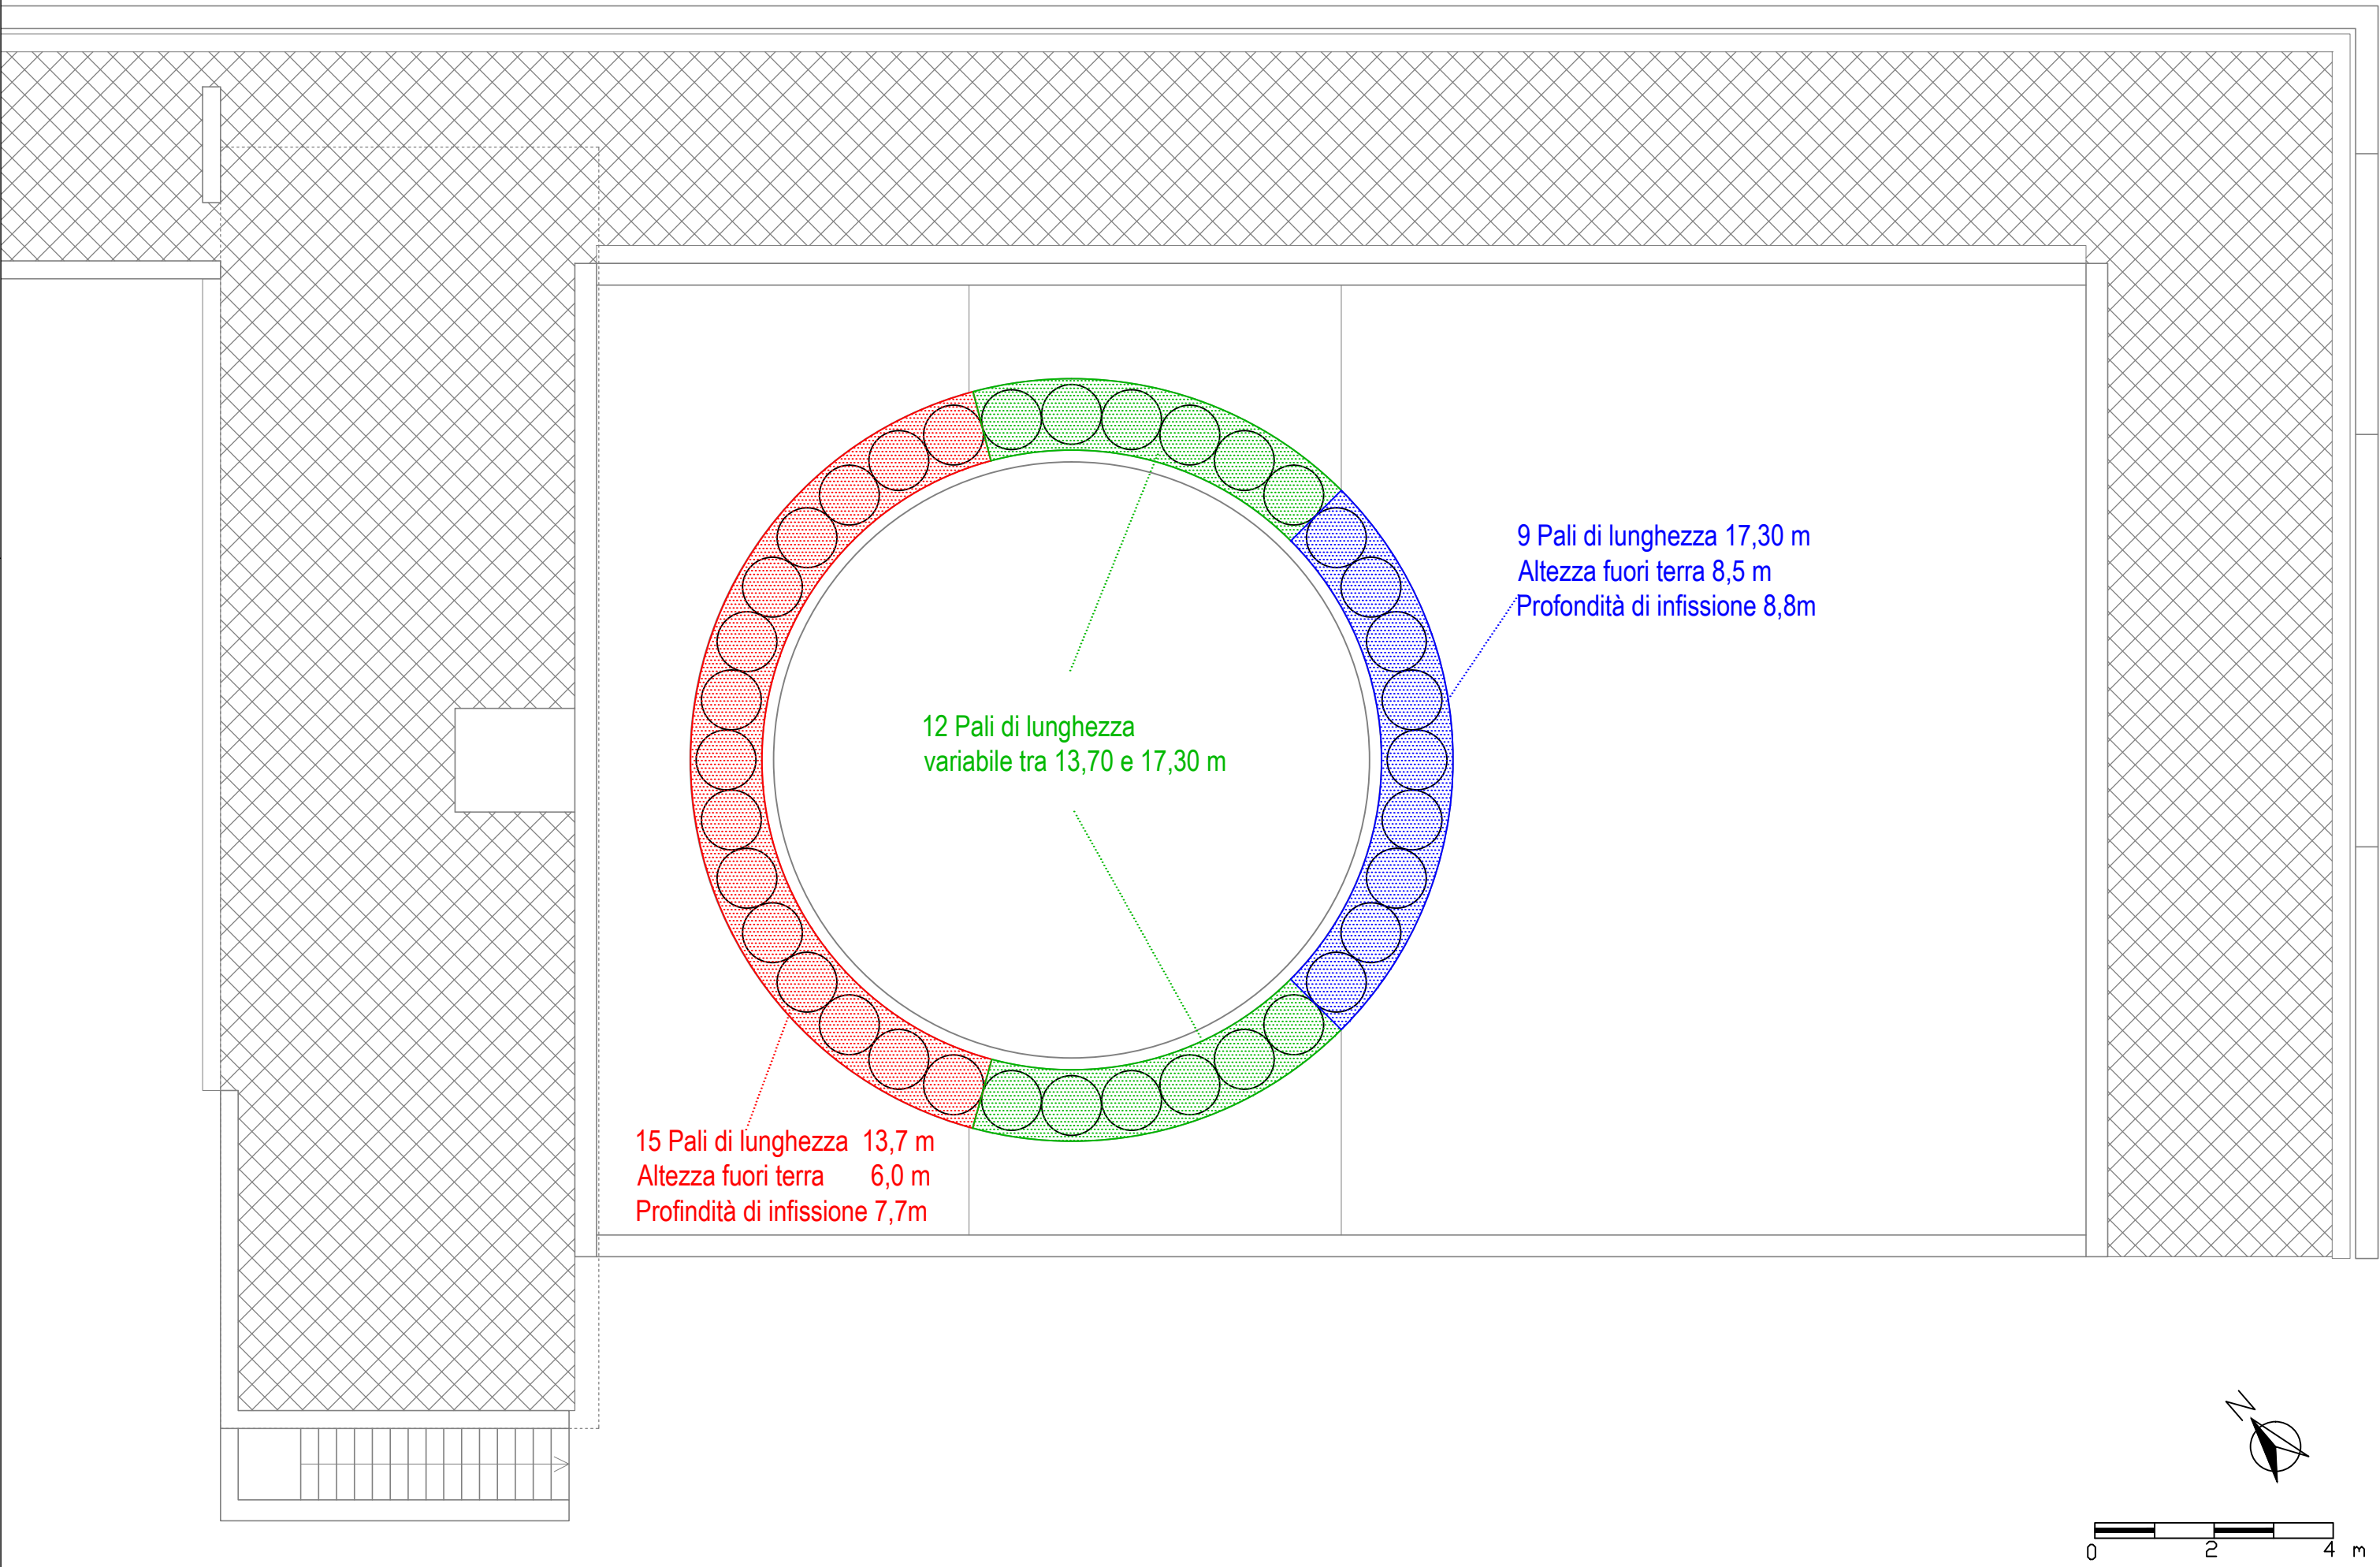 9 Pali di lunghezza 17,30 m
Altezza fuori terra 8,5 m
Profondità di infissione 8,8m
12 Pali di lunghezza
variabile tra 13,70 e 17,30 m
15 Pali di lunghezza 13,7 m
Altezza fuori terra 6,0 m
Profindità di infissione 7,7m
N
0 2 4 m